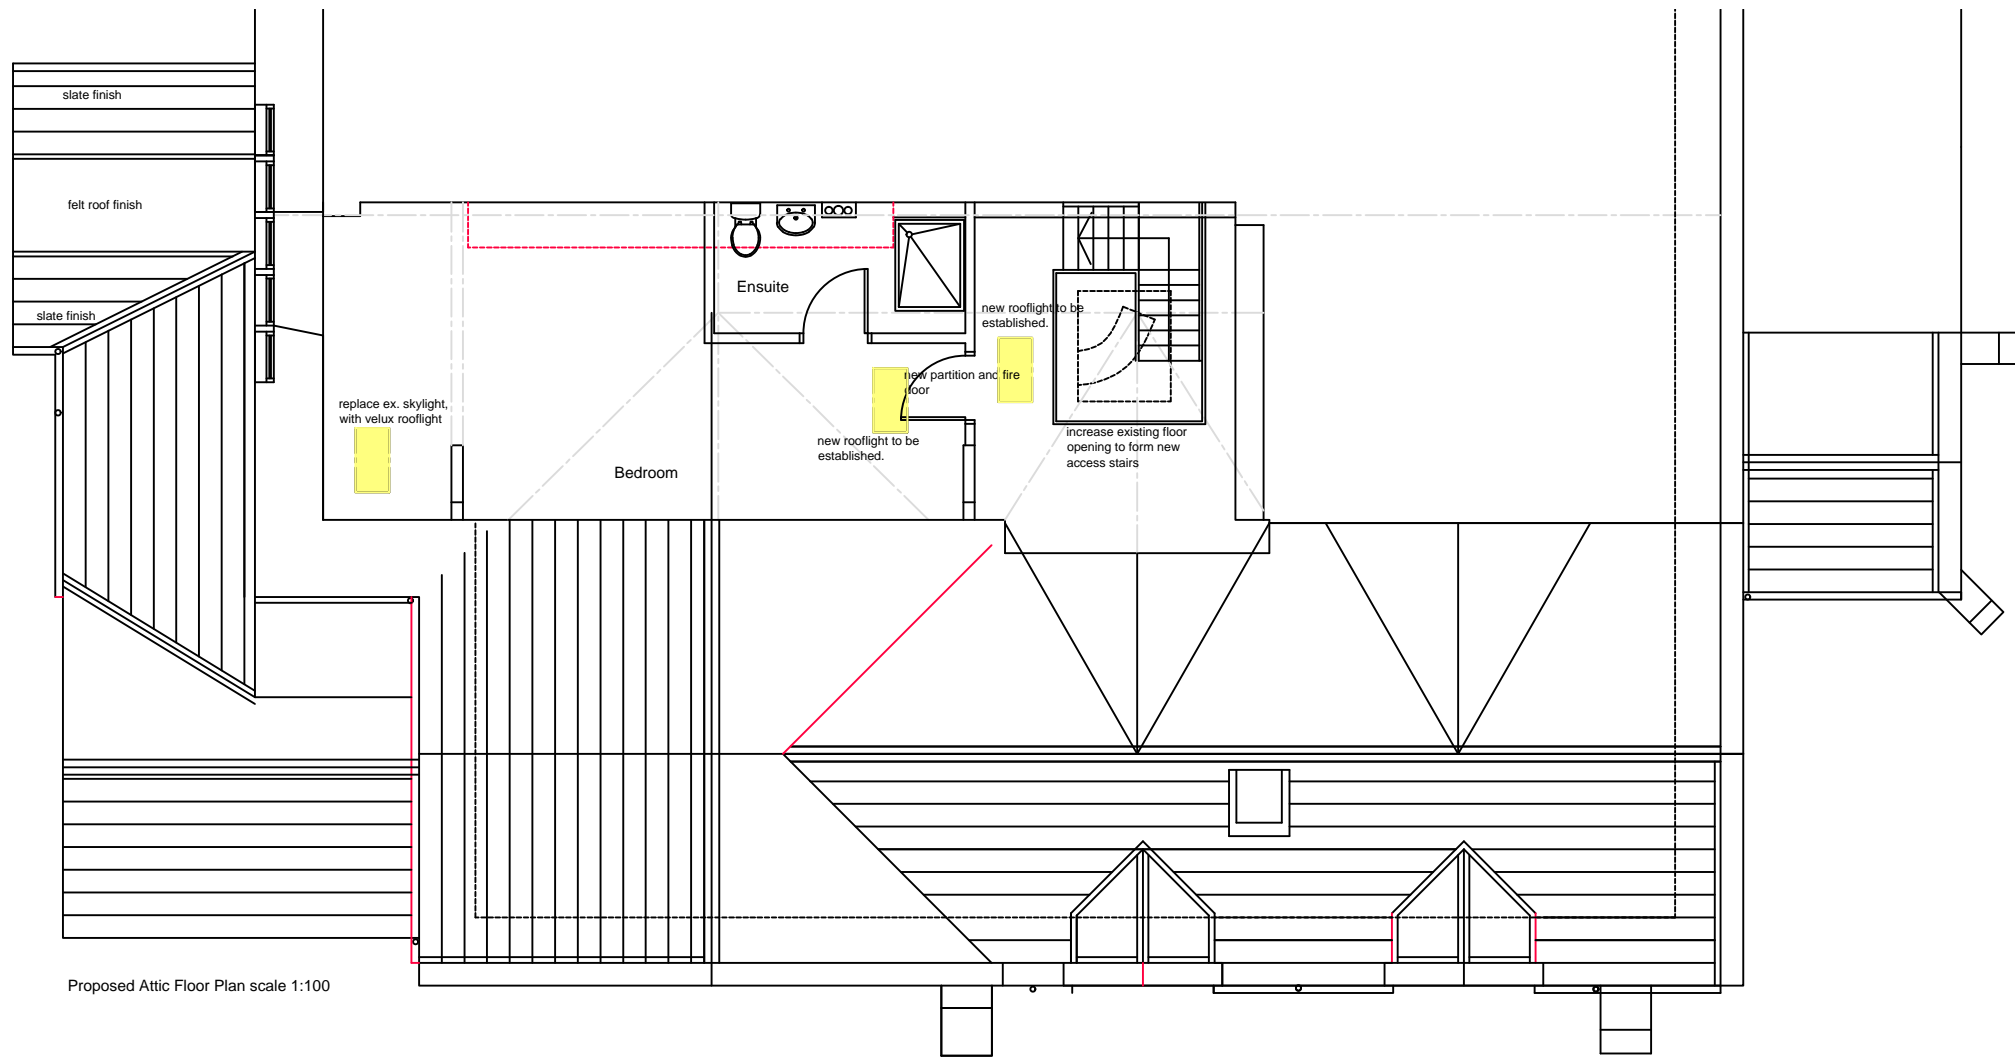 slate finish
felt roof finish
slate finish
Ensuite
new rooflight to be
established.
new partition and fire
door
replace ex. skylight,
with velux rooflight
new rooflight to be
established.
increase existing floor
opening to form new
access stairs
Bedroom
Proposed Attic Floor Plan scale 1:100